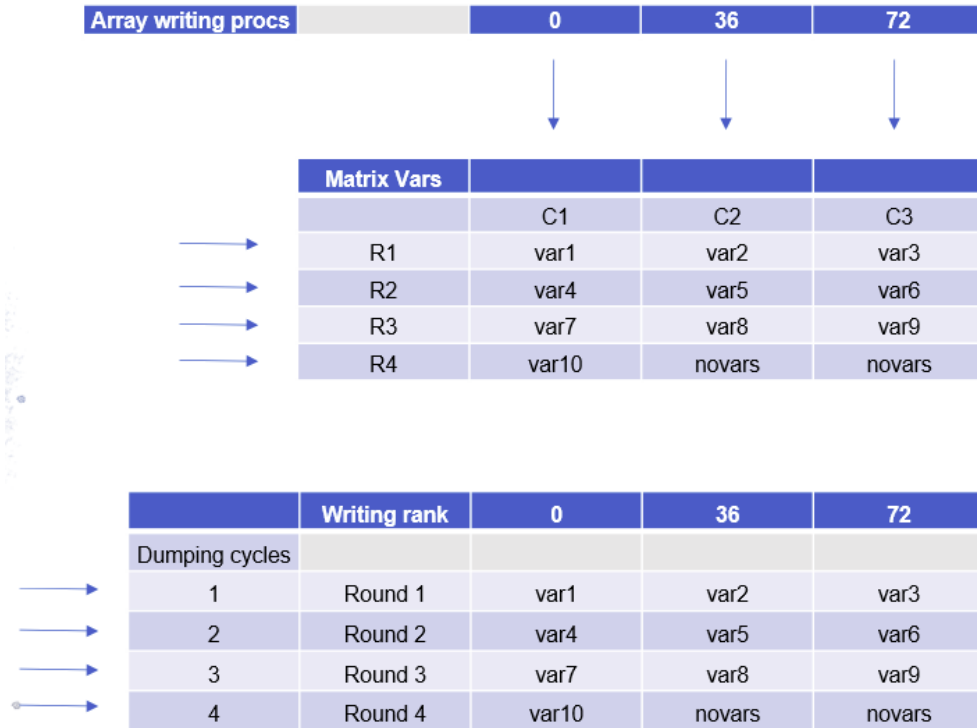 Array writing procs 0 36 72
Matrix Vars
C1 C2 C3
R1 var1 var2 var3
R2 var4 var5 var6
R3 var7 var8 var9
R4 var10 novars novars
Writing rank 0 36 72
Dumping cycles
1 Round 1 var1 var2 var3
2 Round 2 var4 var5 var6
3 Round 3 var7 var8 var9
4 Round 4 var10 novars novars